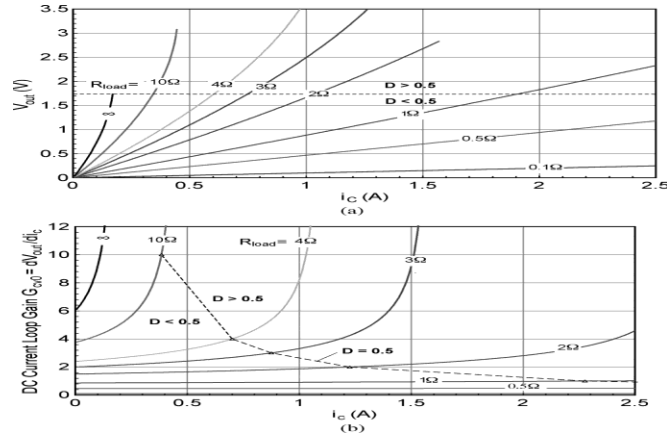 3.5
3
2.5
2
1.5
1
0.5
0
V_out (V)
R_load= 10Ω 4Ω 3Ω 2Ω
∞
D > 0.5
D < 0.5
1Ω
0.5Ω
0.1Ω
0 0.5 1 1.5 2 2.5
i_C (A)
(a)
12
10
8
6
4
2
0
DC Current Loop Gain G_cv0 = dV_out/di_c
∞ 10Ω R_load= 4Ω
3Ω
D > 0.5
D < 0.5
D = 0.5
2Ω
1Ω
0.5Ω
0 0.5 1 1.5 2 2.5
i_C (A)
(b)